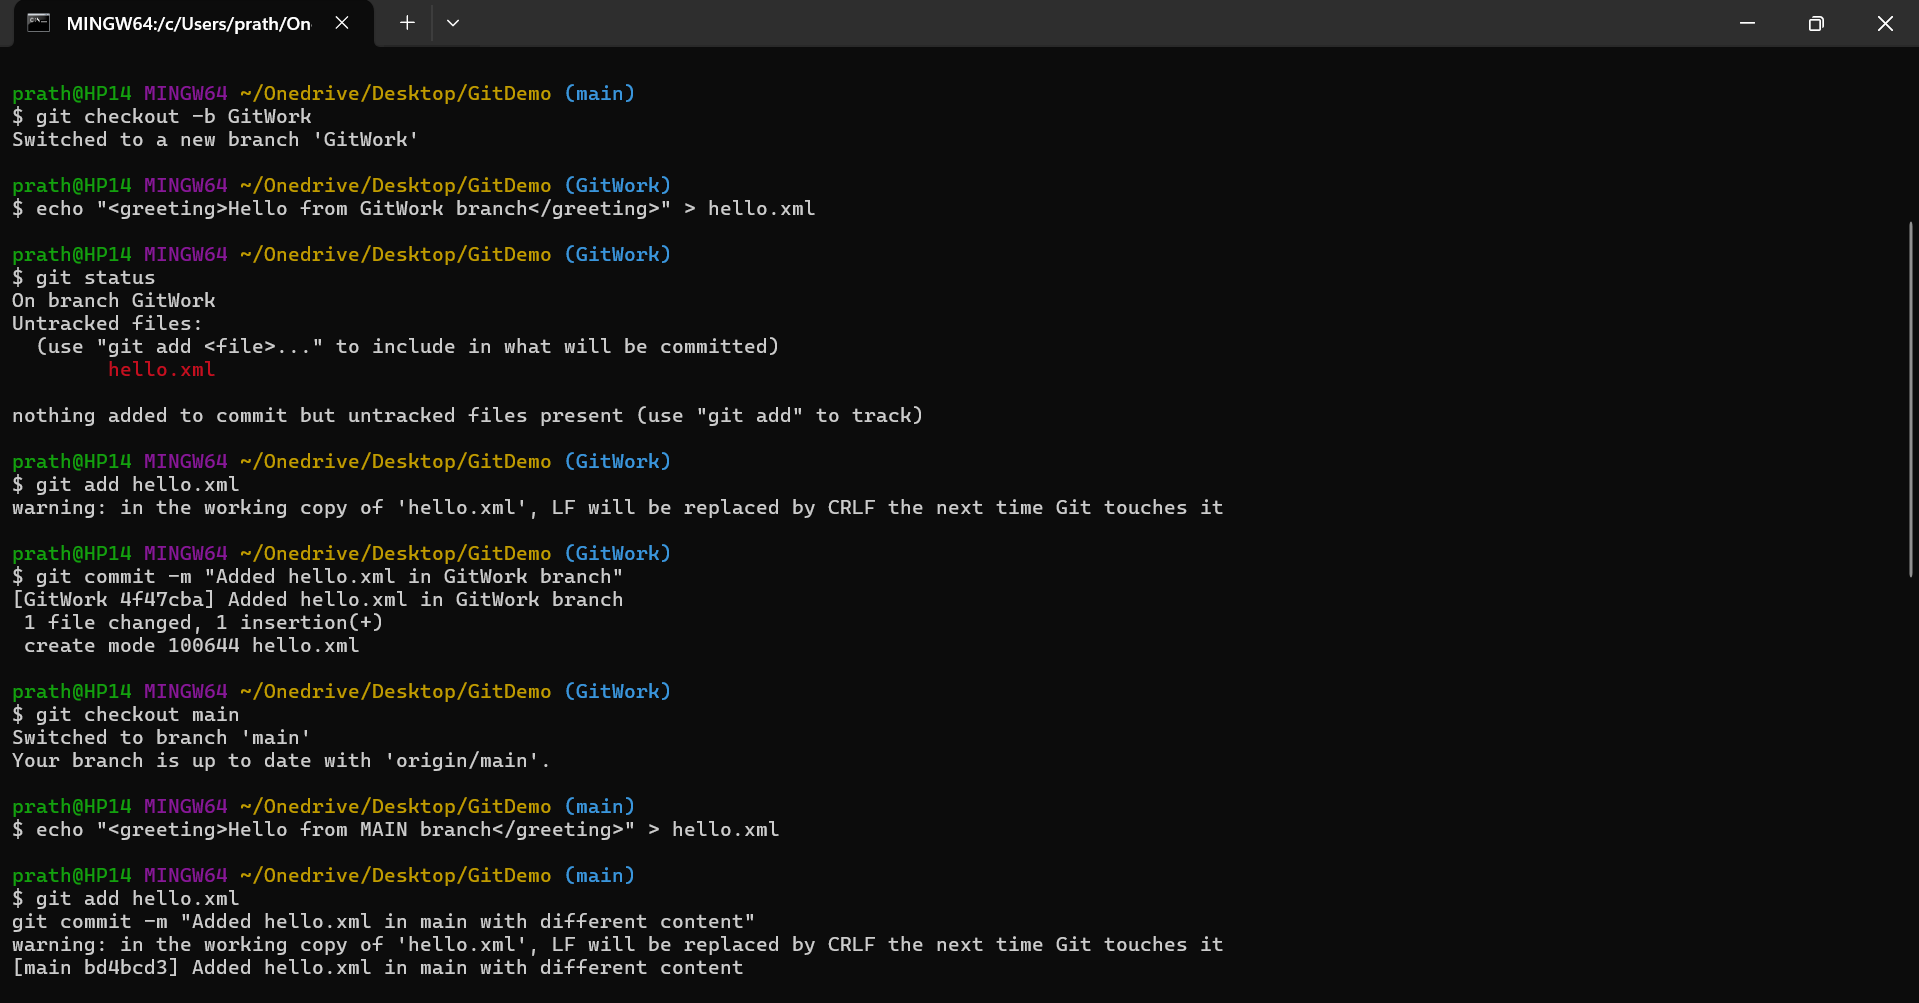 MINGW64:/c/Users/prath/On
prath@HP14 MINGW64 ~/Onedrive/Desktop/GitDemo (main)
$ git checkout -b GitWork
Switched to a new branch 'GitWork'
prath@HP14 MINGW64 ~/Onedrive/Desktop/GitDemo (GitWork)
$ echo "<greeting>Hello from GitWork branch</greeting>" > hello.xml
prath@HP14 MINGW64 ~/Onedrive/Desktop/GitDemo (GitWork)
$ git status
On branch GitWork
Untracked files:
  (use "git add <file>..." to include in what will be committed)
        hello.xml
nothing added to commit but untracked files present (use "git add" to track)
prath@HP14 MINGW64 ~/Onedrive/Desktop/GitDemo (GitWork)
$ git add hello.xml
warning: in the working copy of 'hello.xml', LF will be replaced by CRLF the next time Git touches it
prath@HP14 MINGW64 ~/Onedrive/Desktop/GitDemo (GitWork)
$ git commit -m "Added hello.xml in GitWork branch"
[GitWork 4f47cba] Added hello.xml in GitWork branch
 1 file changed, 1 insertion(+)
 create mode 100644 hello.xml
prath@HP14 MINGW64 ~/Onedrive/Desktop/GitDemo (GitWork)
$ git checkout main
Switched to branch 'main'
Your branch is up to date with 'origin/main'.
prath@HP14 MINGW64 ~/Onedrive/Desktop/GitDemo (main)
$ echo "<greeting>Hello from MAIN branch</greeting>" > hello.xml
prath@HP14 MINGW64 ~/Onedrive/Desktop/GitDemo (main)
$ git add hello.xml
git commit -m "Added hello.xml in main with different content"
warning: in the working copy of 'hello.xml', LF will be replaced by CRLF the next time Git touches it
[main bd4bcd3] Added hello.xml in main with different content